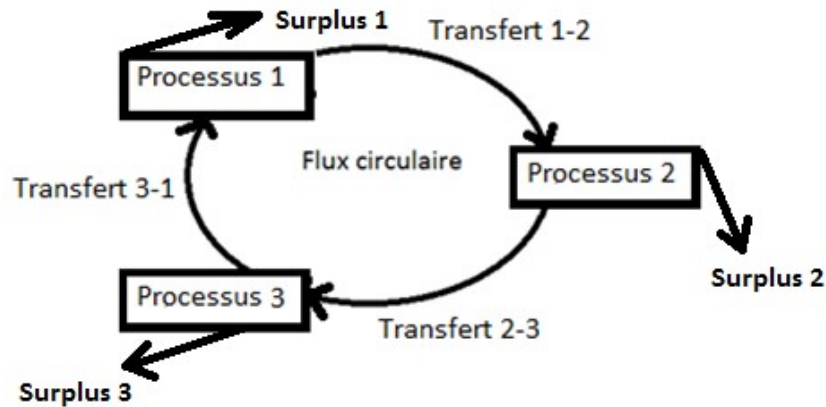 Surplus 1
Transfert 1-2
Processus 1
Flux circulaire
Processus 2
Transfert 3-1
Surplus 2
Processus 3
Transfert 2-3
Surplus 3